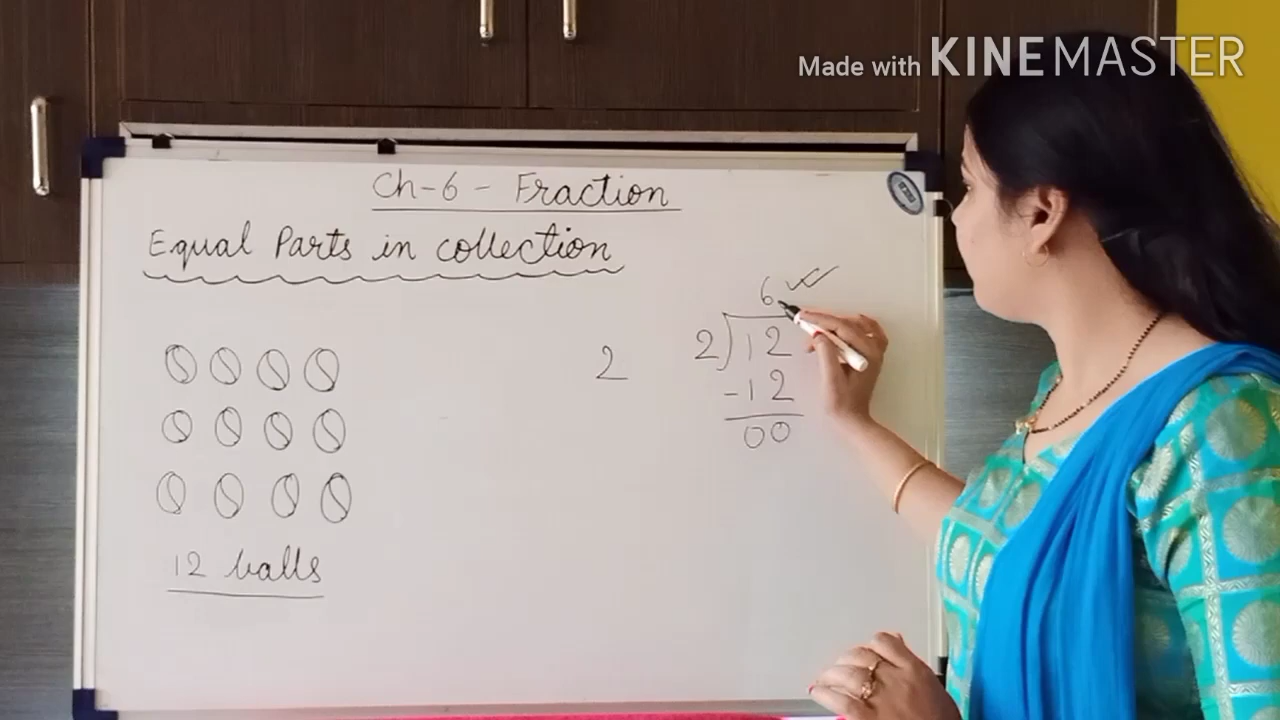 Made with KINEMASTER
Ch-6 - Fraction
Equal Parts in collection
6
2 2)12
-12
00
12 balls